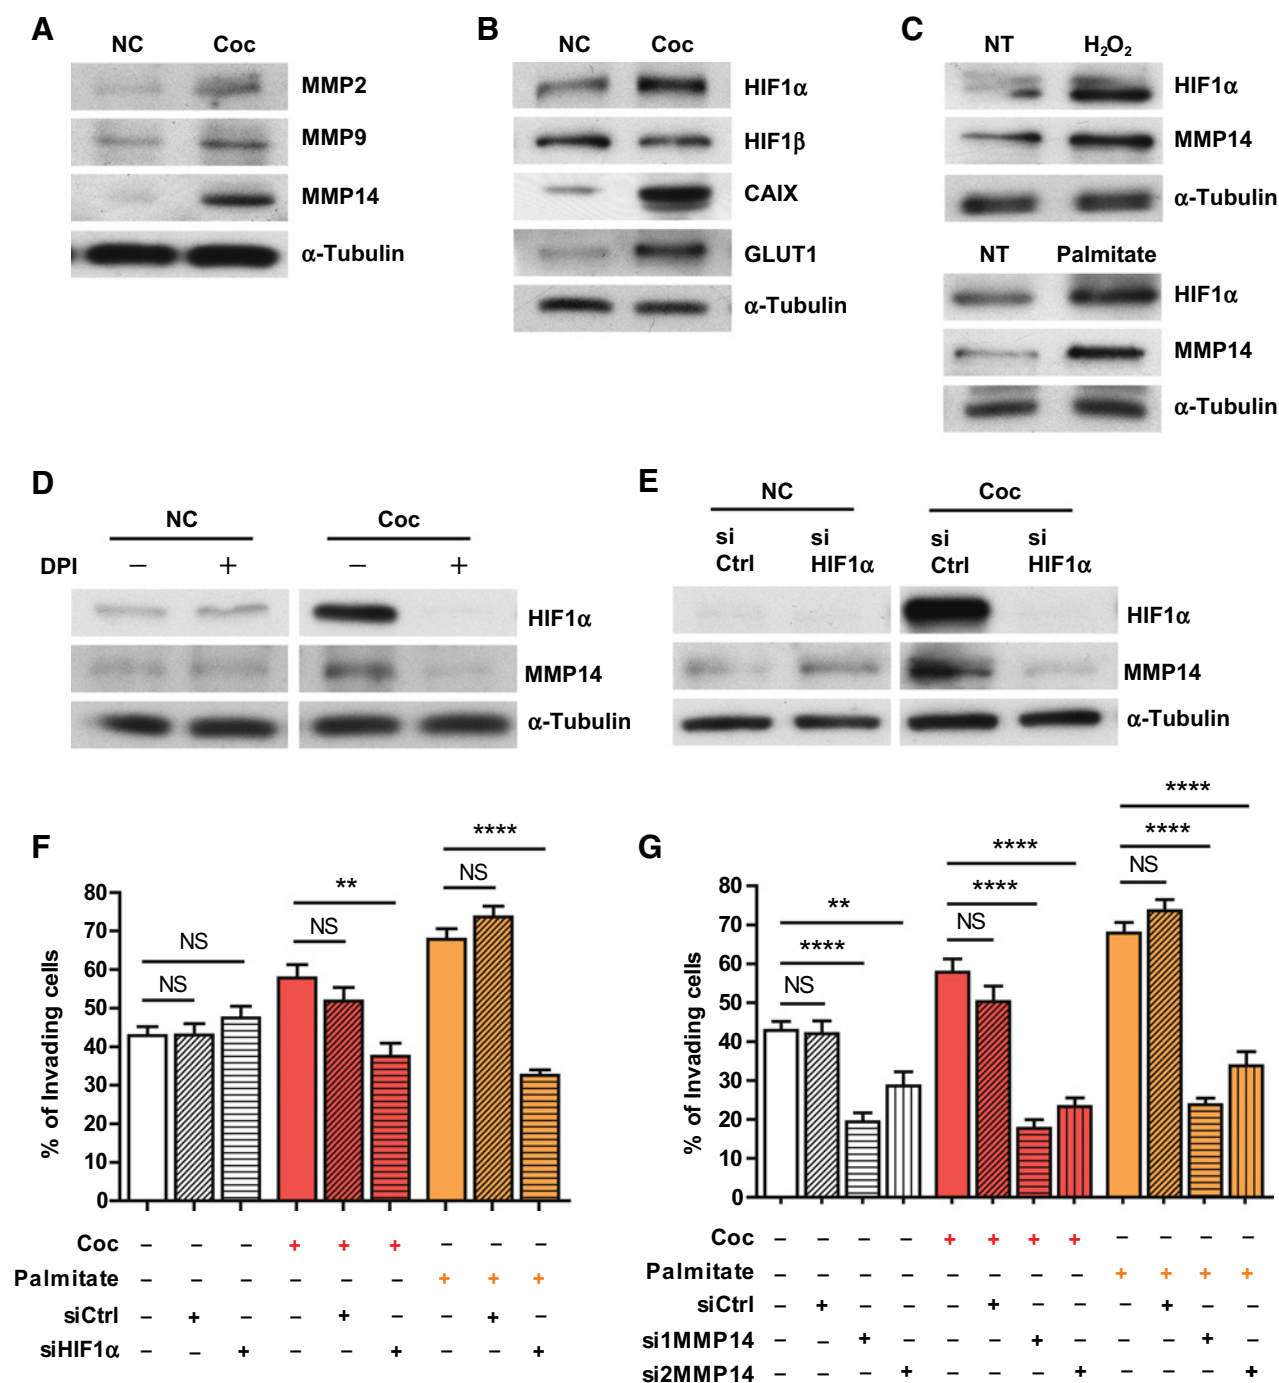 A
NC Coc
MMP2
MMP9
MMP14
α-Tubulin
B
NC Coc
HIF1α
HIF1β
CAIX
GLUT1
α-Tubulin
C
NT H₂O₂
HIF1α
MMP14
α-Tubulin
NT Palmitate
HIF1α
MMP14
α-Tubulin
D
NC Coc
DPI − + − +
HIF1α
MMP14
α-Tubulin
E
NC Coc
si Ctrl si HIF1α si Ctrl si HIF1α
HIF1α
MMP14
α-Tubulin
F
% of Invading cells
80
70
60
50
40
30
20
10
0
NS
NS
NS
**
NS
****
Coc − − − + + + − − −
Palmitate − − − − − − + + +
siCtrl − + − − + − − + −
siHIF1α − − + − − + − − +
G
% of Invading cells
80
70
60
50
40
30
20
10
0
NS
****
**
NS
****
****
NS
****
****
Coc − − − − + + + + − − − −
Palmitate − − − − − − − − + + + +
siCtrl − + − − − + − − − + − −
si1MMP14 − − + − − − + − − − + −
si2MMP14 − − − + − − − + − − − +